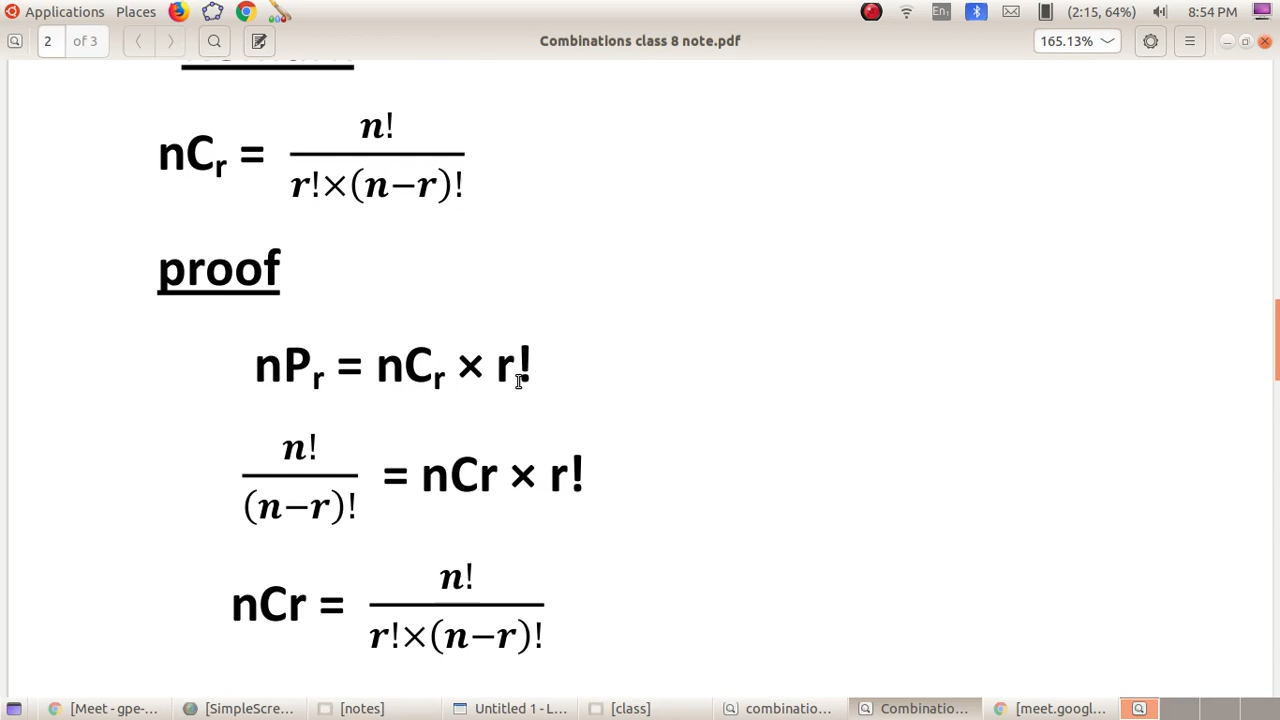 Applications Places En1 (2:15, 64%) 8:54 PM
2 of 3 Combinations class 8 note.pdf 165.13%
nCr = n! / r!×(n−r)!
proof
nPr = nCr × r!
n! / (n−r)! = nCr × r!
nCr = n! / r!×(n−r)!
[Meet - gpe-... [SimpleScre... [notes] Untitled 1 - L... [class] combinatio... Combinatio... [meet.googl...